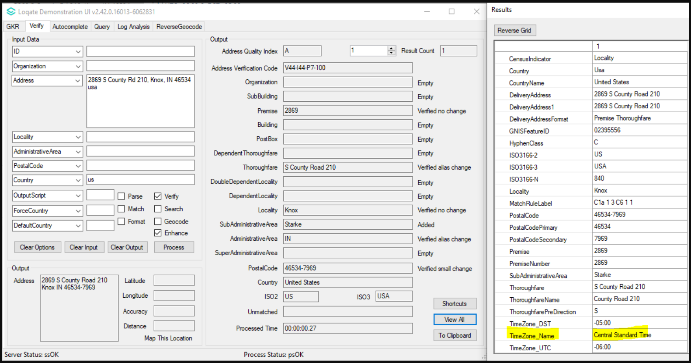 Loqate Demonstration UI v2.42.0.16013-6062831
GKR Verify Autocomplete Query Log Analysis ReverseGeocode
Input Data
ID
Organization
Address
2869 S County Rd 210, Knox, IN 46534
usa
Locality
AdministrativeArea
PostalCode
Country us
OutputScript
ForceCountry
DefaultCountry
Parse
Match
Format
Verify
Search
Geocode
Enhance
Clear Options Clear Input Clear Output Process
Output
Address 2869 S County Road 210
Knox IN 46534-7969
Latitude
Longitude
Accuracy
Distance
Map This Location
Server Status: ssOK
Output
Address Quality Index A 1 Result Count 1
Address Verification Code V44-I44-P7-100
Organization Empty
SubBuilding Empty
Premise 2869 Verified no change
Building Empty
PostBox Empty
DependentThoroughfare Empty
Thoroughfare S County Road 210 Verified alias change
DoubleDependentLocality Empty
DependentLocality Empty
Locality Knox Verified no change
SubAdministrativeArea Starke Added
AdministrativeArea IN Verified alias change
SuperAdministrativeArea Empty
PostalCode 46534-7969 Verified small change
Country United States
ISO2 US ISO3 USA
Unmatched
Processed Time 00:00:00.27
Shortcuts
View All
To Clipboard
Process Status: psOK
Results
Reverse Grid
1
CensusIndicator Locality
Country Usa
CountryName United States
DeliveryAddress 2869 S County Road 210
DeliveryAddress1 2869 S County Road 210
DeliveryAddressFormat Premise Thoroughfare
GNISFeatureID 02395556
HyphenClass C
ISO3166-2 US
ISO3166-3 USA
ISO3166-N 840
Locality Knox
MatchRuleLabel C1a 1 3 C6 1 1
PostalCode 46534-7969
PostalCodePrimary 46534
PostalCodeSecondary 7969
Premise 2869
PremiseNumber 2869
SubAdministrativeArea Starke
Thoroughfare S County Road 210
ThoroughfareName County Road 210
ThoroughfarePreDirection S
TimeZone_DST -05:00
TimeZone_Name Central Standard Time
TimeZone_UTC -06:00